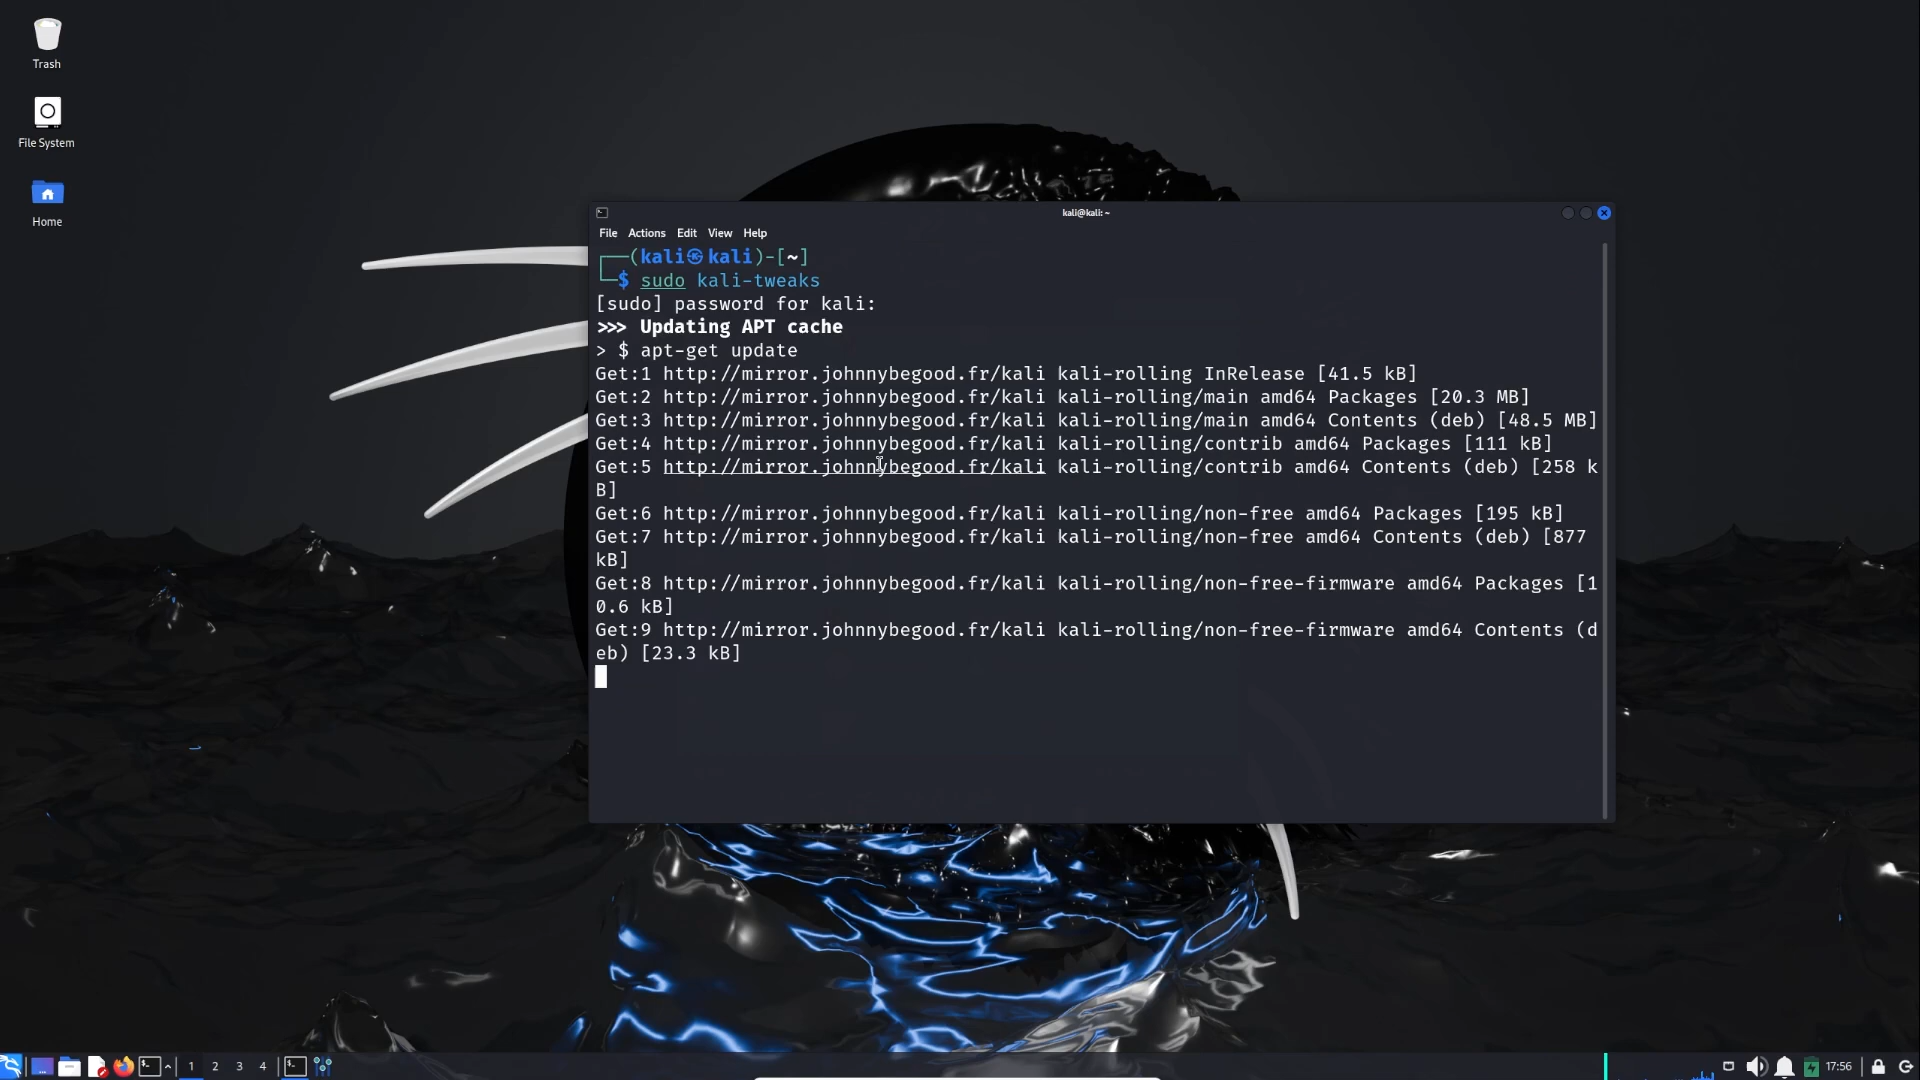 Trash
File System
Home
kali@kali: ~
File Actions Edit View Help
┌──(kali㉿kali)-[~]
└─$ sudo kali-tweaks
[sudo] password for kali:
>>> Updating APT cache
> $ apt-get update
Get:1 http://mirror.johnnybegood.fr/kali kali-rolling InRelease [41.5 kB]
Get:2 http://mirror.johnnybegood.fr/kali kali-rolling/main amd64 Packages [20.3 MB]
Get:3 http://mirror.johnnybegood.fr/kali kali-rolling/main amd64 Contents (deb) [48.5 MB]
Get:4 http://mirror.johnnybegood.fr/kali kali-rolling/contrib amd64 Packages [111 kB]
Get:5 http://mirror.johnnybegood.fr/kali kali-rolling/contrib amd64 Contents (deb) [258 k
B]
Get:6 http://mirror.johnnybegood.fr/kali kali-rolling/non-free amd64 Packages [195 kB]
Get:7 http://mirror.johnnybegood.fr/kali kali-rolling/non-free amd64 Contents (deb) [877
kB]
Get:8 http://mirror.johnnybegood.fr/kali kali-rolling/non-free-firmware amd64 Packages [1
0.6 kB]
Get:9 http://mirror.johnnybegood.fr/kali kali-rolling/non-free-firmware amd64 Contents (d
eb) [23.3 kB]
1 2 3 4 17:56